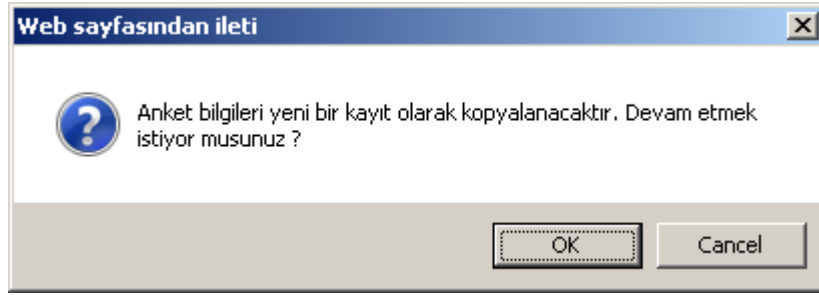 Web sayfasından ileti
Anket bilgileri yeni bir kayıt olarak kopyalanacaktır. Devam etmek
istiyor musunuz ?
OK
Cancel